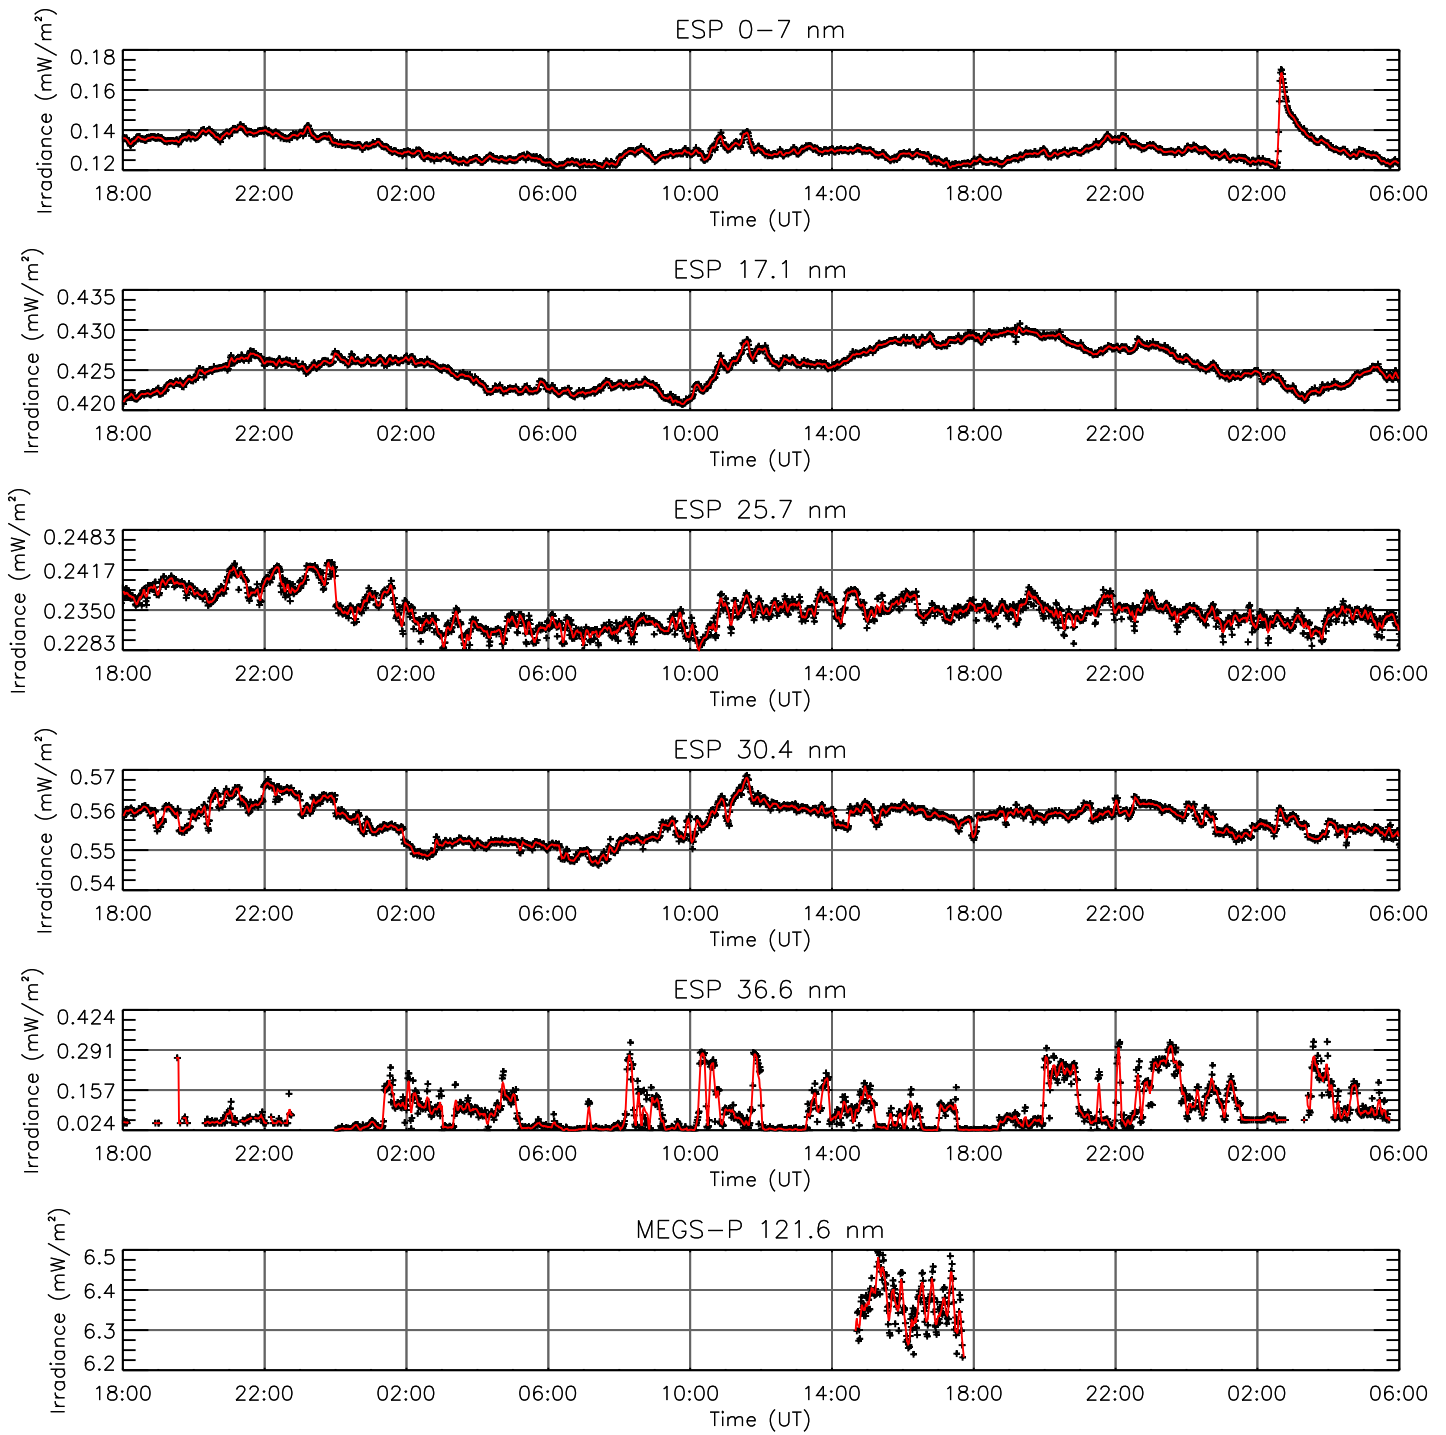 ESP 0−7 nm
Irradiance (mW/m²)
0.18
0.16
0.14
0.12
18:00 22:00 02:00 06:00 10:00 14:00 18:00 22:00 02:00 06:00
Time (UT)
ESP 17.1 nm
Irradiance (mW/m²)
0.435
0.430
0.425
0.420
18:00 22:00 02:00 06:00 10:00 14:00 18:00 22:00 02:00 06:00
Time (UT)
ESP 25.7 nm
Irradiance (mW/m²)
0.2483
0.2417
0.2350
0.2283
18:00 22:00 02:00 06:00 10:00 14:00 18:00 22:00 02:00 06:00
Time (UT)
ESP 30.4 nm
Irradiance (mW/m²)
0.57
0.56
0.55
0.54
18:00 22:00 02:00 06:00 10:00 14:00 18:00 22:00 02:00 06:00
Time (UT)
ESP 36.6 nm
Irradiance (mW/m²)
0.424
0.291
0.157
0.024
18:00 22:00 02:00 06:00 10:00 14:00 18:00 22:00 02:00 06:00
Time (UT)
MEGS−P 121.6 nm
Irradiance (mW/m²)
6.5
6.4
6.3
6.2
18:00 22:00 02:00 06:00 10:00 14:00 18:00 22:00 02:00 06:00
Time (UT)